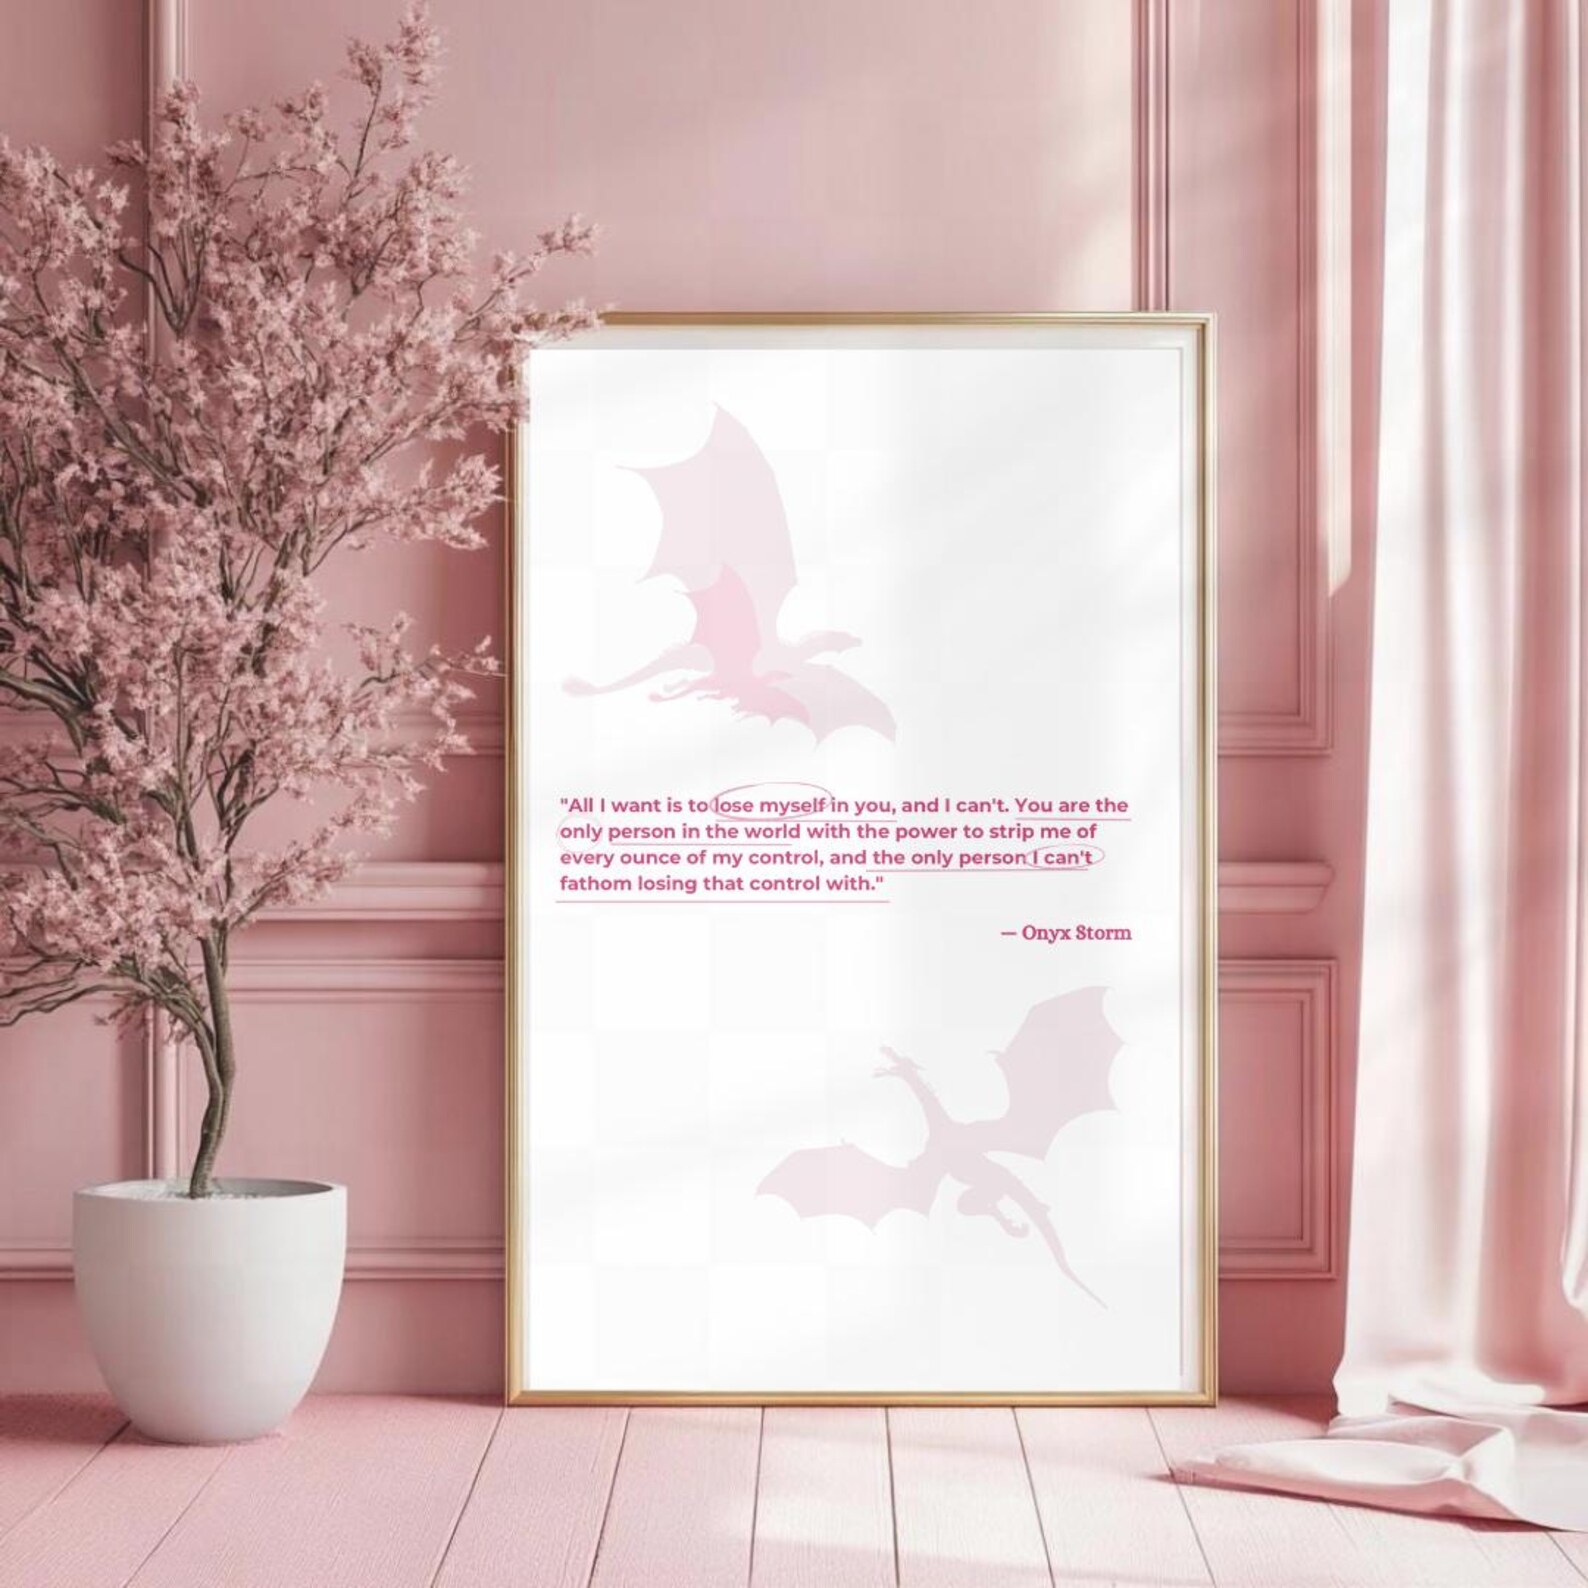 "All I want is to lose myself in you, and I can't. You are the
only person in the world with the power to strip me of
every ounce of my control, and the only person I can't
fathom losing that control with."
— Onyx Storm